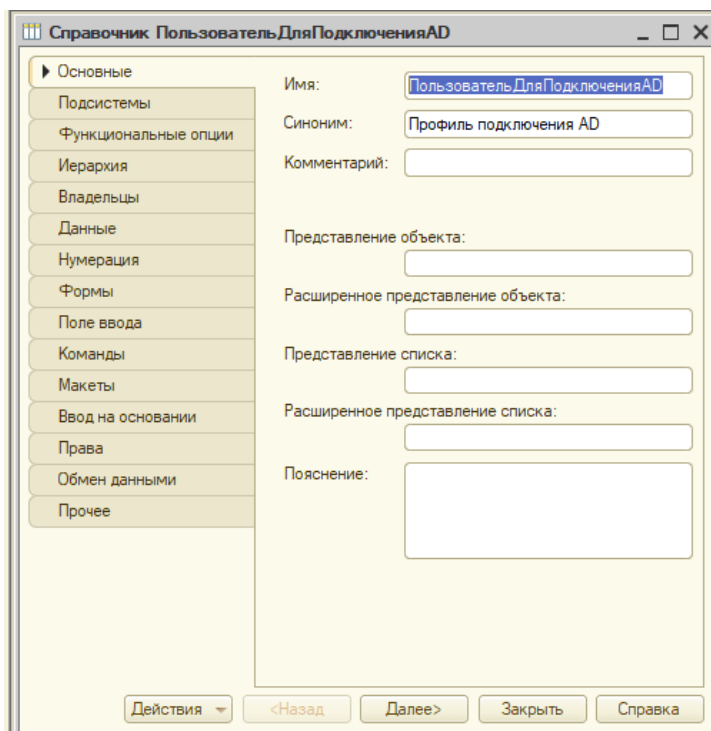 Справочник ПользовательДляПодключенияAD
Основные
Подсистемы
Функциональные опции
Иерархия
Владельцы
Данные
Нумерация
Формы
Поле ввода
Команды
Макеты
Ввод на основании
Права
Обмен данными
Прочее
Имя: ПользовательДляПодключенияAD
Синоним: Профиль подключения AD
Комментарий:
Представление объекта:
Расширенное представление объекта:
Представление списка:
Расширенное представление списка:
Пояснение:
Действия <Назад Далее> Закрыть Справка